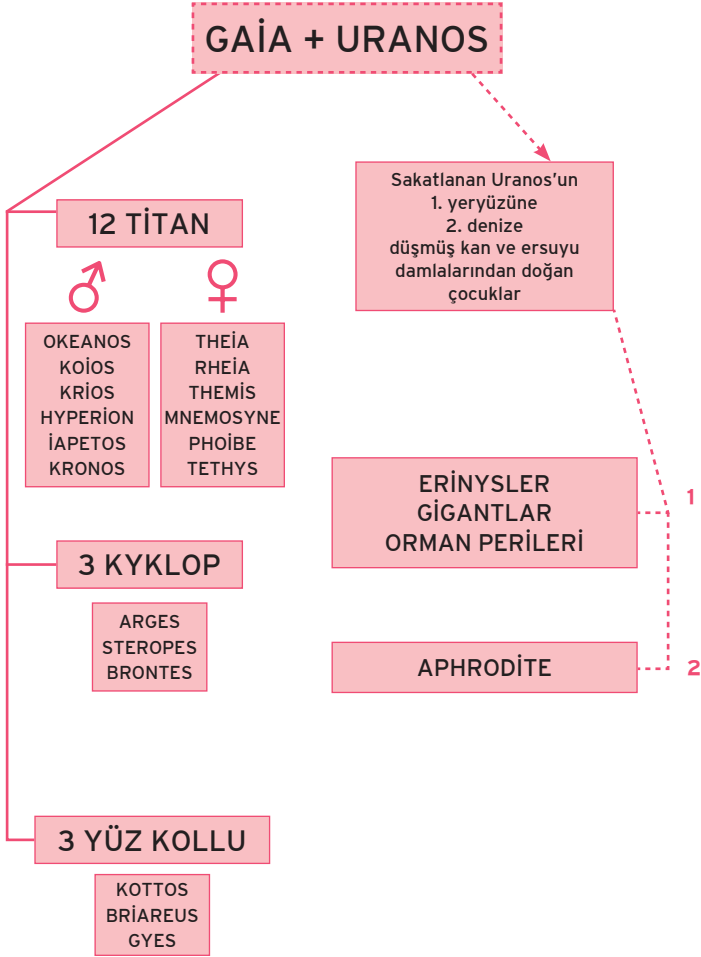 GAİA + URANOS
Sakatlanan Uranos'un
1. yeryüzüne
2. denize
düşmüş kan ve ersuyu
damlalarından doğan
çocuklar
12 TİTAN
OKEANOS
KOİOS
KRİOS
HYPERİON
İAPETOS
KRONOS
THEİA
RHEİA
THEMİS
MNEMOSYNE
PHOİBE
TETHYS
ERİNYSLER
GİGANTLAR
ORMAN PERİLERİ
1
3 KYKLOP
ARGES
STEROPES
BRONTES
APHRODİTE
2
3 YÜZ KOLLU
KOTTOS
BRİAREUS
GYES